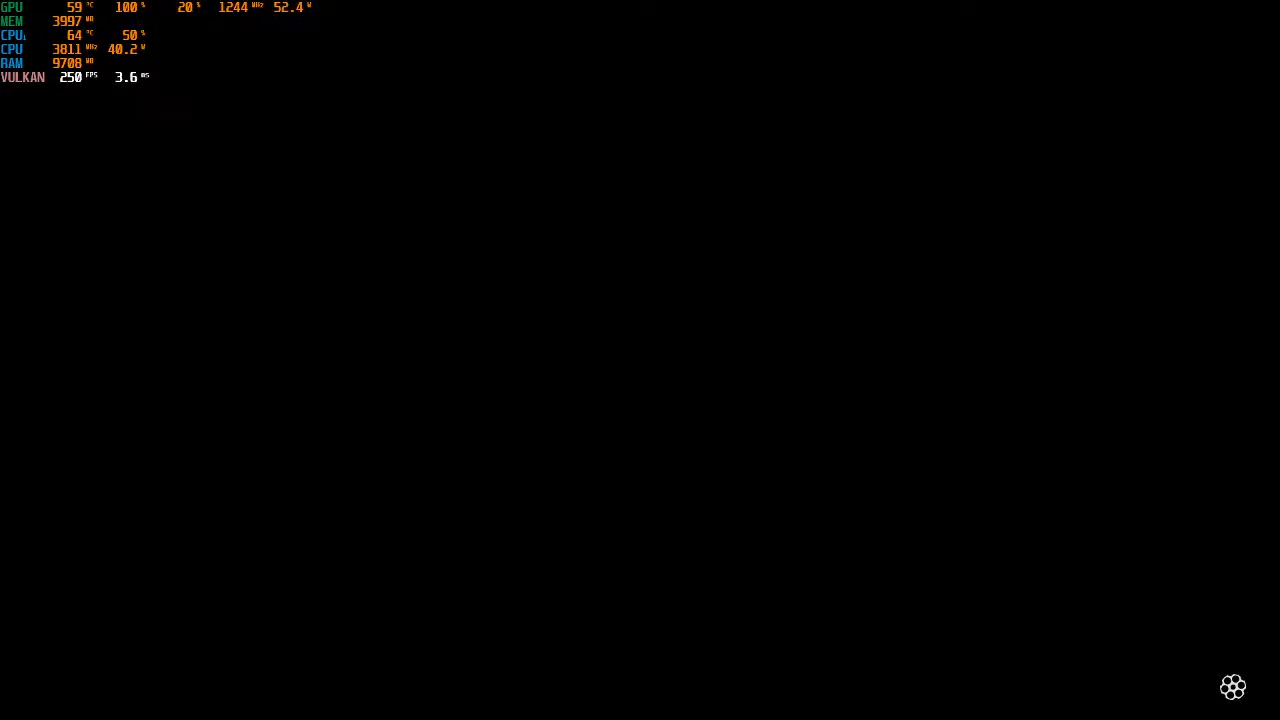 GPU 59 °C 100 % 20 % 1244 MHz 52.4 W
MEM 3997 MB
CPU 64 °C 50 %
CPU 3811 MHz 40.2 W
RAM 9708 MB
VULKAN 250 FPS 3.6 ms